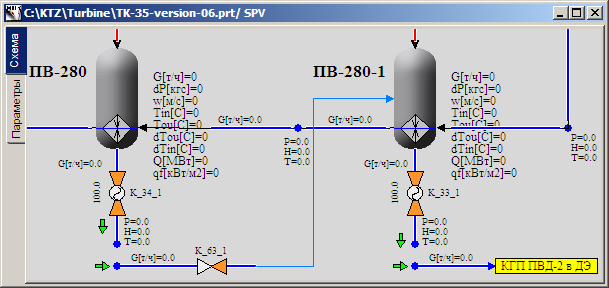 C:\KTZ\Turbine\TK-35-version-06.prt/ SPV
Схема
Параметры
ПВ-280
G[т/ч]=0
dP[кгс]=0
w[м/с]=0
Tin[C]=0
Tou[C]=0
dTou[C]=0
dTin[C]=0
Q[МВт]=0
qf[кВт/м2]=0
G[т/ч]=0.0
P=0.0
H=0.0
T=0.0
G[т/ч]=0.0
100.0
K_34_1
P=0.0
H=0.0
T=0.0
G[т/ч]=0.0
K_63_1
ПВ-280-1
G[т/ч]=0
dP[кгс]=0
w[м/с]=0
Tin[C]=0
Tou[C]=0
dTou[C]=0
dTin[C]=0
Q[МВт]=0
qf[кВт/м2]=0
G[т/ч]=0.0
P=0.0
H=0.0
T=0.0
G[т/ч]=0.0
100.0
K_33_1
P=0.0
H=0.0
T=0.0
G[т/ч]=0.0
КГП ПВД-2 в ДЭ